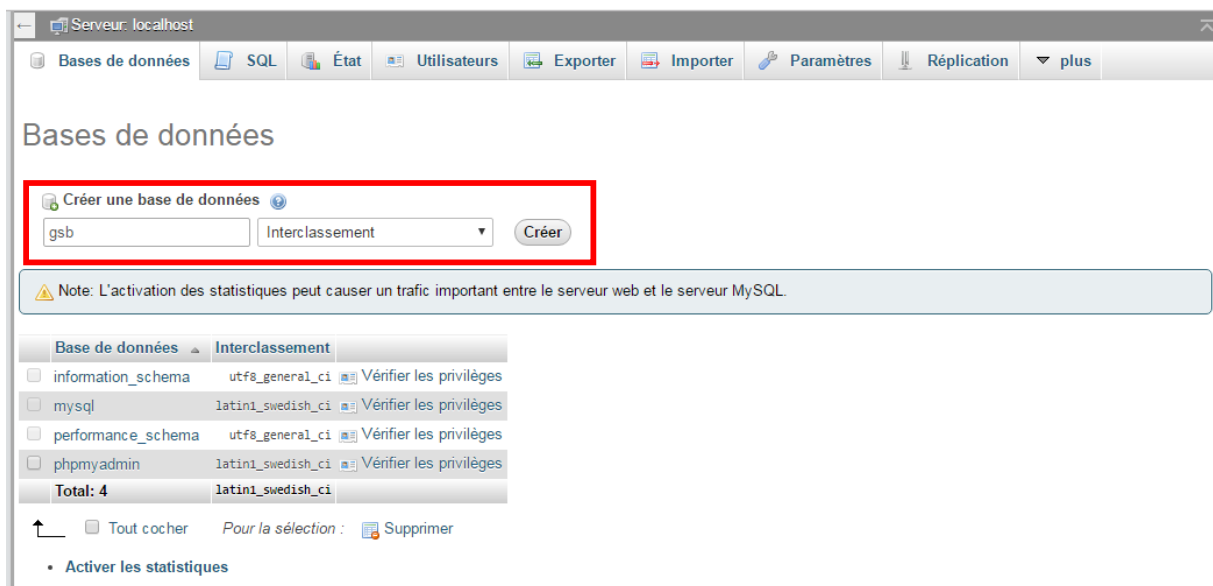 Serveur: localhost
Bases de données SQL État Utilisateurs Exporter Importer Paramètres Réplication plus
Bases de données
Créer une base de données
gsb Interclassement Créer
Note: L'activation des statistiques peut causer un trafic important entre le serveur web et le serveur MySQL.
Base de données Interclassement
information_schema utf8_general_ci Vérifier les privilèges
mysql latin1_swedish_ci Vérifier les privilèges
performance_schema utf8_general_ci Vérifier les privilèges
phpmyadmin latin1_swedish_ci Vérifier les privilèges
Total: 4 latin1_swedish_ci
Tout cocher Pour la sélection : Supprimer
• Activer les statistiques